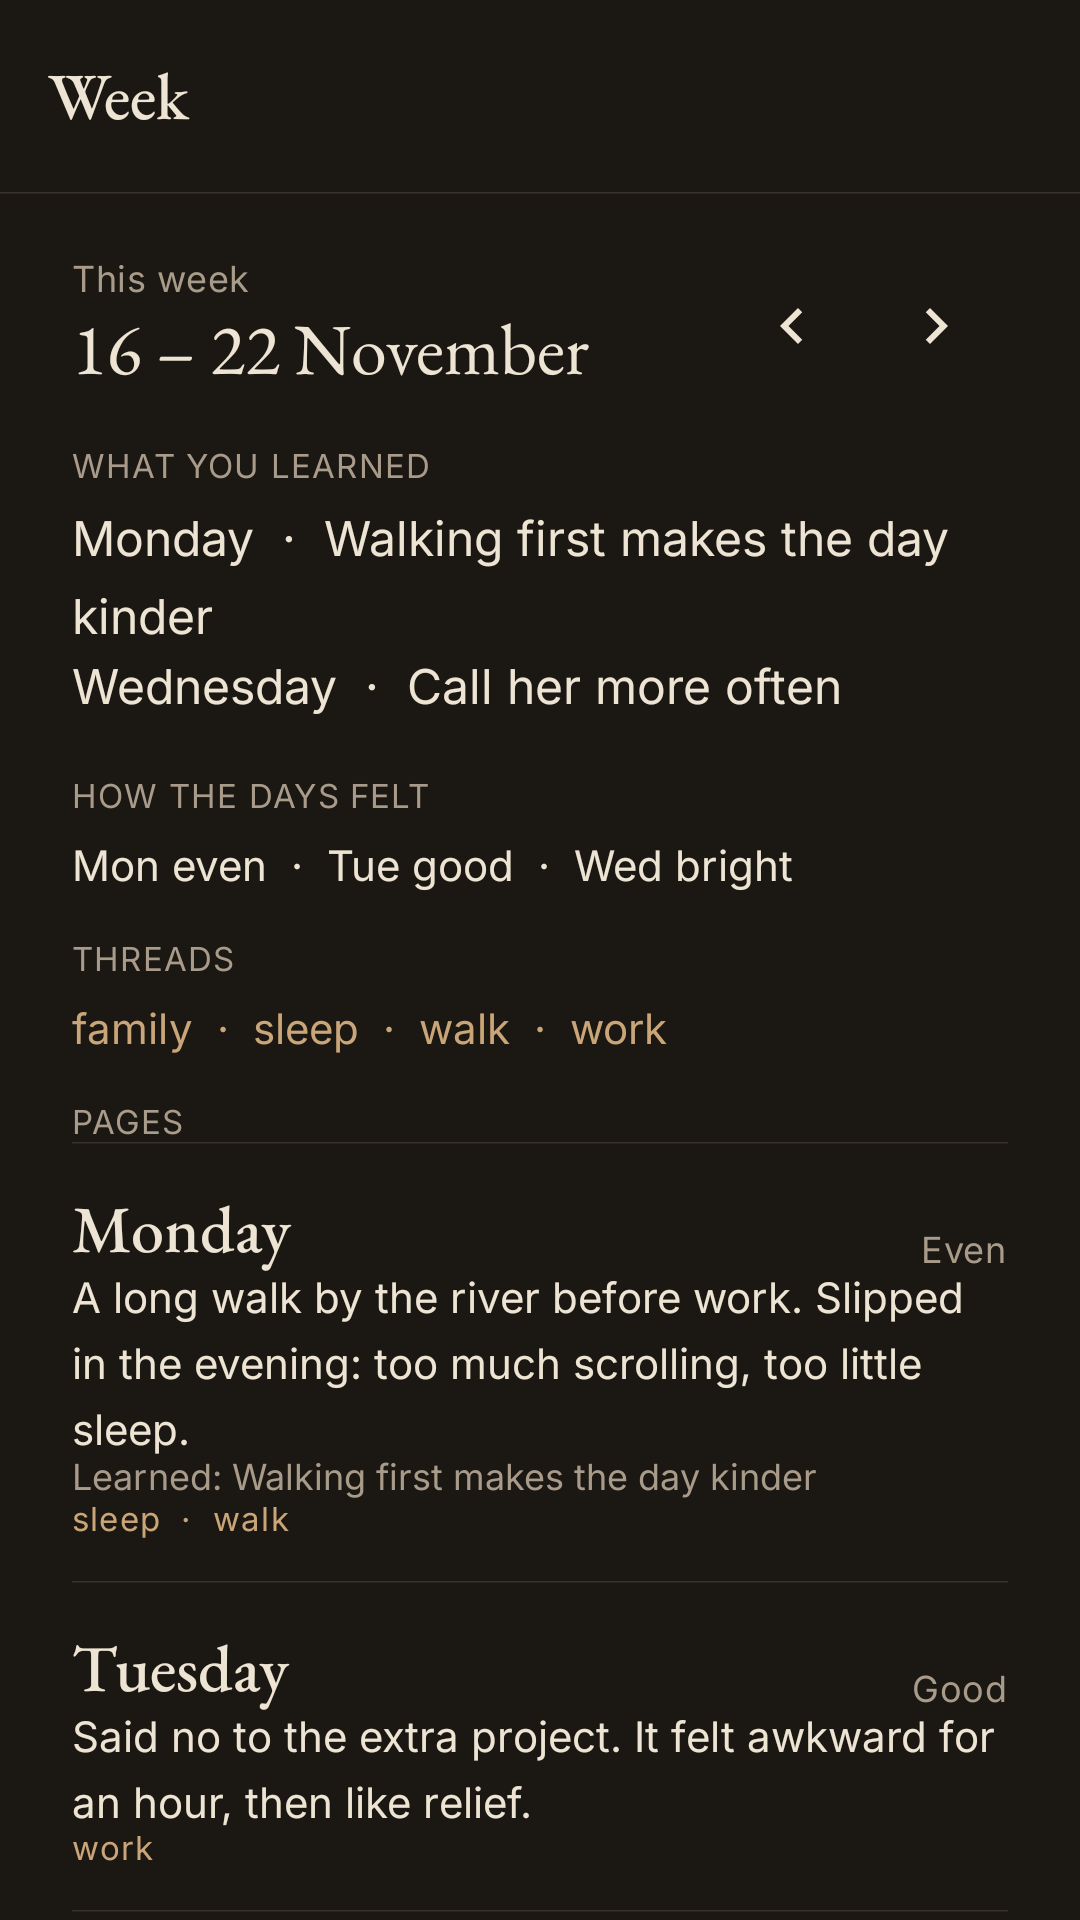 Week
This week
16 – 22 November
WHAT YOU LEARNED
Monday · Walking first makes the day
kinder
Wednesday · Call her more often
HOW THE DAYS FELT
Mon even · Tue good · Wed bright
THREADS
family · sleep · walk · work
PAGES
Monday
Even
A long walk by the river before work. Slipped
in the evening: too much scrolling, too little
sleep.
Learned: Walking first makes the day kinder
sleep · walk
Tuesday
Good
Said no to the extra project. It felt awkward for
an hour, then like relief.
work